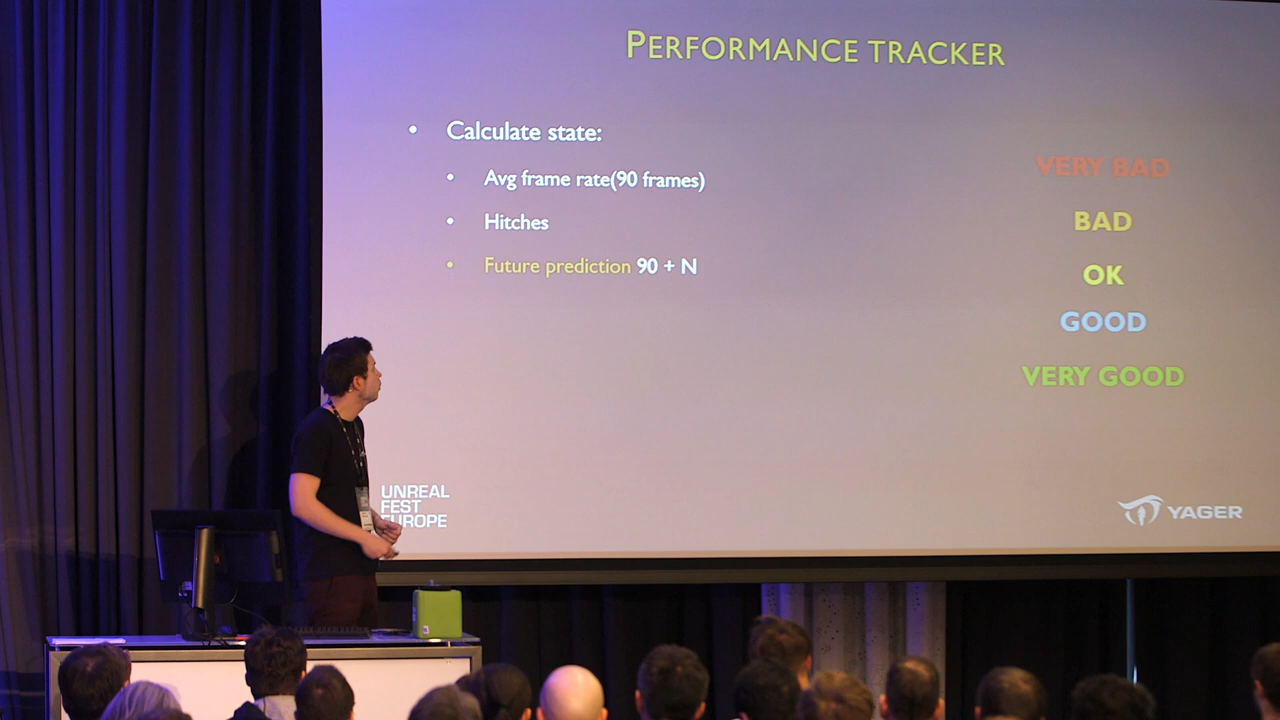 PERFORMANCE TRACKER
Calculate state:
Avg frame rate(90 frames)
Hitches
Future prediction 90 + N
VERY BAD
BAD
OK
GOOD
VERY GOOD
UNREAL
FEST
EUROPE
YAGER